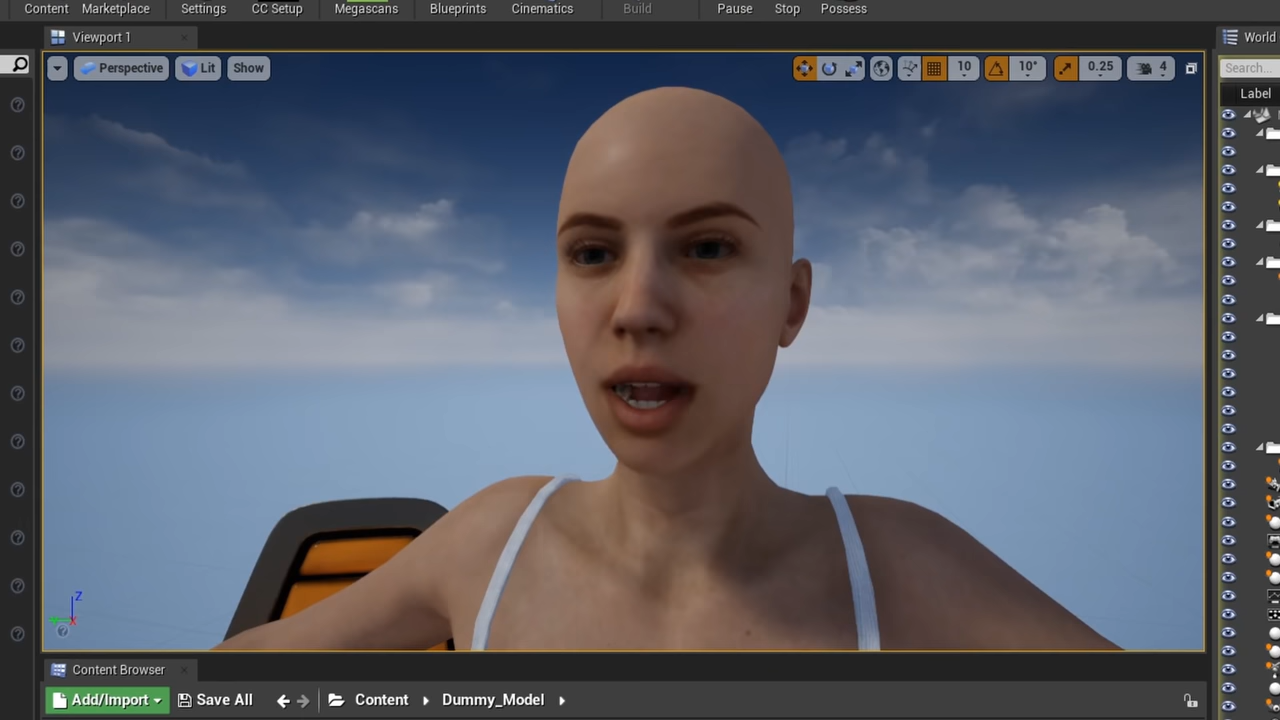 Content Marketplace Settings CC Setup Megascans Blueprints Cinematics Build Pause Stop Possess
Viewport 1 World
Perspective Lit Show 10 10° 0.25 4 Search...
Label
Z
X
Content Browser
Add/Import Save All Content Dummy_Model